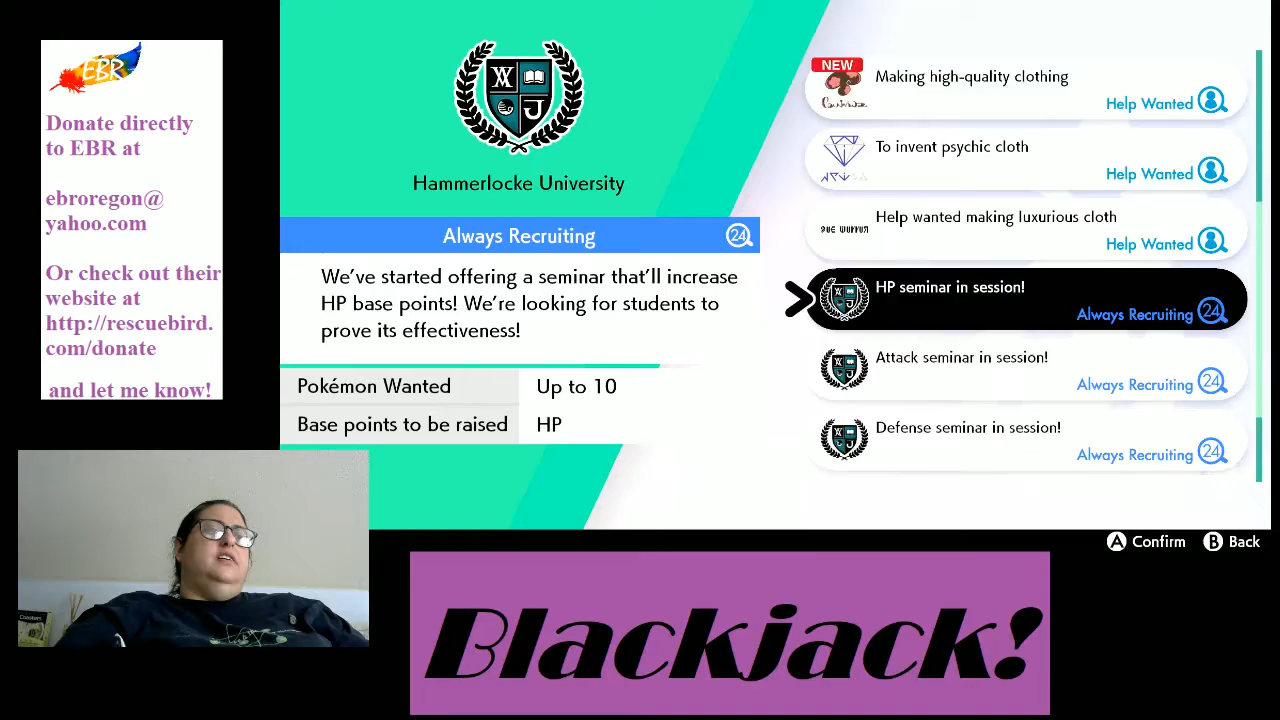 EBR
Donate directly
to EBR at
ebroregon@
yahoo.com
Or check out their
website at
http://rescuebird.
com/donate
and let me know!
Hammerlocke University
Always Recruiting
24
We've started offering a seminar that'll increase
HP base points! We're looking for students to
prove its effectiveness!
Pokémon Wanted Up to 10
Base points to be raised HP
NEW
Making high-quality clothing
Help Wanted
To invent psychic cloth
Help Wanted
Help wanted making luxurious cloth
Help Wanted
HP seminar in session!
Always Recruiting 24
Attack seminar in session!
Always Recruiting 24
Defense seminar in session!
Always Recruiting 24
A Confirm B Back
Coasters
Blackjack!